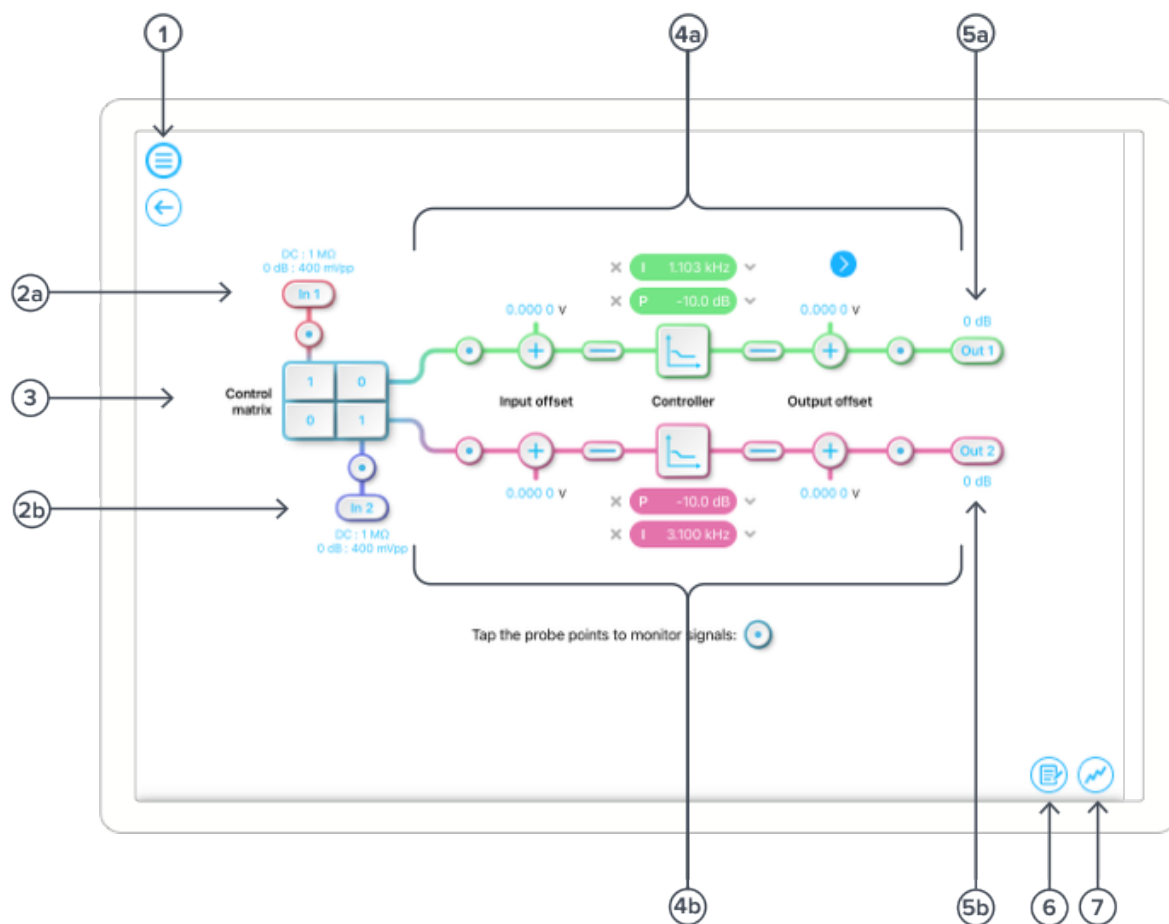 1
4a
5a
DC : 1 MΩ
0 dB : 400 mVpp
2a
In 1
I 1.103 kHz
P -10.0 dB
0.000 0 V
0.000 0 V
0 dB
Out 1
3
Control
matrix
1 0
0 1
Input offset
Controller
Output offset
Out 2
2b
In 2
0.000 0 V
P -10.0 dB
0.000 0 V
0 dB
I 3.100 kHz
DC : 1 MΩ
0 dB : 400 mVpp
Tap the probe points to monitor signals:
4b
5b
6
7